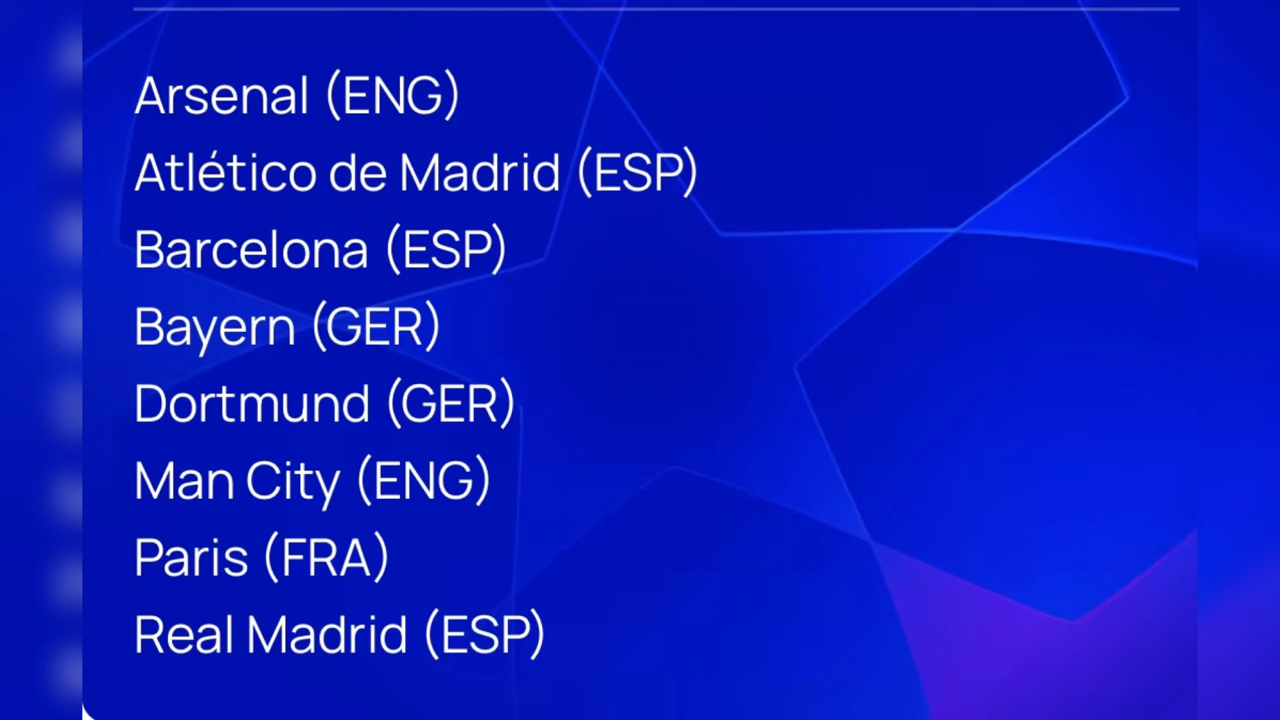 Arsenal (ENG)
Atlético de Madrid (ESP)
Barcelona (ESP)
Bayern (GER)
Dortmund (GER)
Man City (ENG)
Paris (FRA)
Real Madrid (ESP)